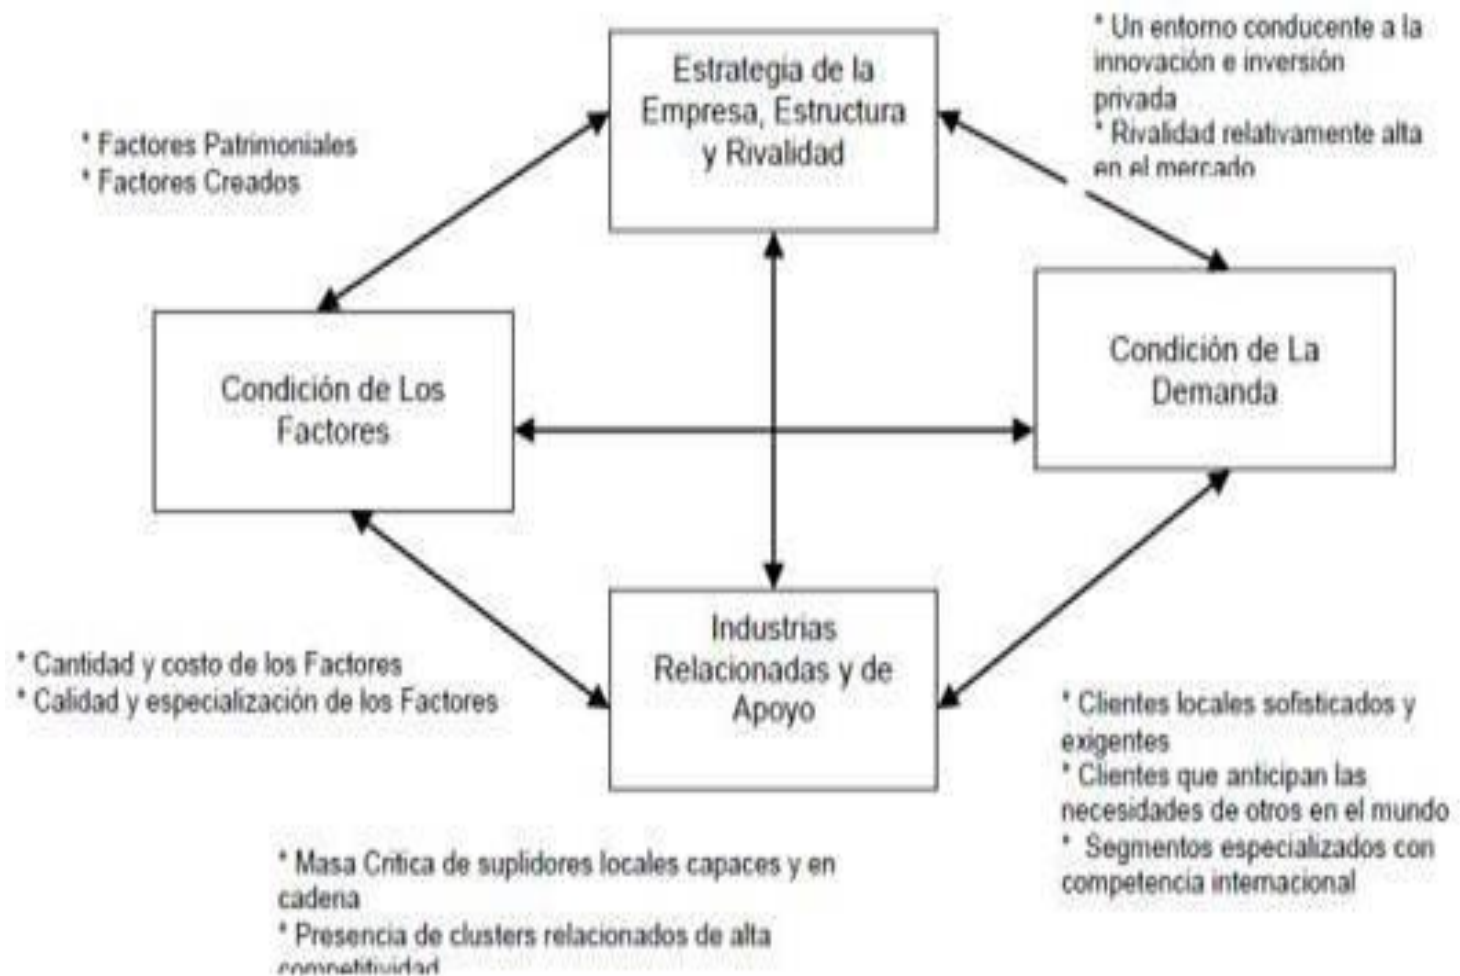 * Un entorno conducente a la
innovación e inversión
privada
* Rivalidad relativamente alta
en el mercado
Estrategia de la
Empresa, Estructura
y Rivalidad
* Factores Patrimoniales
* Factores Creados
Condición de Los
Factores
Condición de La
Demanda
Industrias
Relacionadas y de
Apoyo
* Cantidad y costo de los Factores
* Calidad y especialización de los Factores
* Clientes locales sofisticados y
exigentes
* Clientes que anticipan las
necesidades de otros en el mundo
* Segmentos especializados con
competencia internacional
* Masa Critica de suplidores locales capaces y en
cadena
* Presencia de clusters relacionados de alta
competitividad